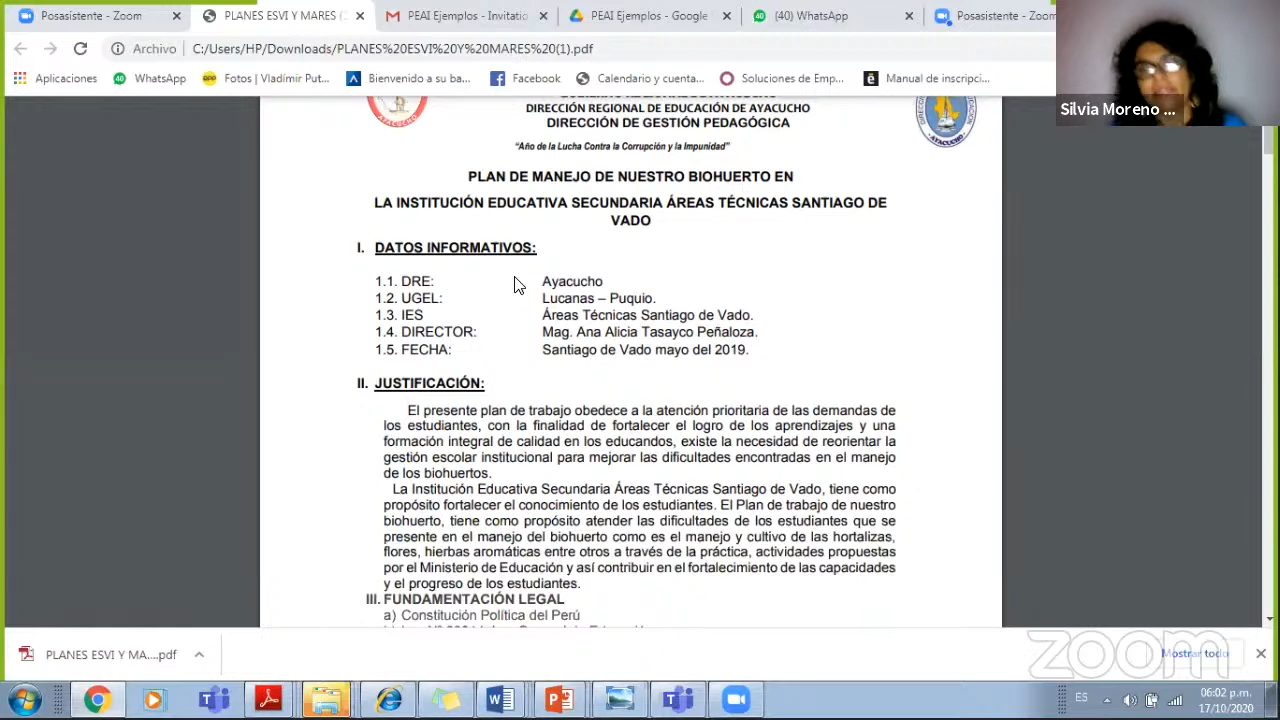 Posasistente - Zoom
PLANES ESVI Y MARES (
PEAI Ejemplos - Invitatio
PEAI Ejemplos - Google
(40) WhatsApp
Posasistente - Zoom
Archivo
C:/Users/HP/Downloads/PLANES%20ESVI%20Y%20MARES%20(1).pdf
Aplicaciones
WhatsApp
Fotos | Vladímir Put...
Bienvenido a su ba...
Facebook
Calendario y cuenta...
Soluciones de Emp...
Manual de inscripci...
Silvia Moreno ...
DIRECCIÓN REGIONAL DE EDUCACIÓN DE AYACUCHO
DIRECCIÓN DE GESTIÓN PEDAGÓGICA
“Año de la Lucha Contra la Corrupción y la Impunidad”
AYACUCHO
AYACUCHO
PLAN DE MANEJO DE NUESTRO BIOHUERTO EN
LA INSTITUCIÓN EDUCATIVA SECUNDARIA ÁREAS TÉCNICAS SANTIAGO DE
VADO
I. DATOS INFORMATIVOS:
1.1. DRE: Ayacucho
1.2. UGEL: Lucanas – Puquio.
1.3. IES Áreas Técnicas Santiago de Vado.
1.4. DIRECTOR: Mag. Ana Alicia Tasayco Peñaloza.
1.5. FECHA: Santiago de Vado mayo del 2019.
II. JUSTIFICACIÓN:
El presente plan de trabajo obedece a la atención prioritaria de las demandas de
los estudiantes, con la finalidad de fortalecer el logro de los aprendizajes y una
formación integral de calidad en los educandos, existe la necesidad de reorientar la
gestión escolar institucional para mejorar las dificultades encontradas en el manejo
de los biohuertos.
La Institución Educativa Secundaria Áreas Técnicas Santiago de Vado, tiene como
propósito fortalecer el conocimiento de los estudiantes. El Plan de trabajo de nuestro
biohuerto, tiene como propósito atender las dificultades de los estudiantes que se
presente en el manejo del biohuerto como es el manejo y cultivo de las hortalizas,
flores, hierbas aromáticas entre otros a través de la práctica, actividades propuestas
por el Ministerio de Educación y así contribuir en el fortalecimiento de las capacidades
y el progreso de los estudiantes.
III. FUNDAMENTACIÓN LEGAL
a) Constitución Política del Perú
PLANES ESVI Y MA....pdf
Mostrar todo
zoom
ES
06:02 p.m.
17/10/2020